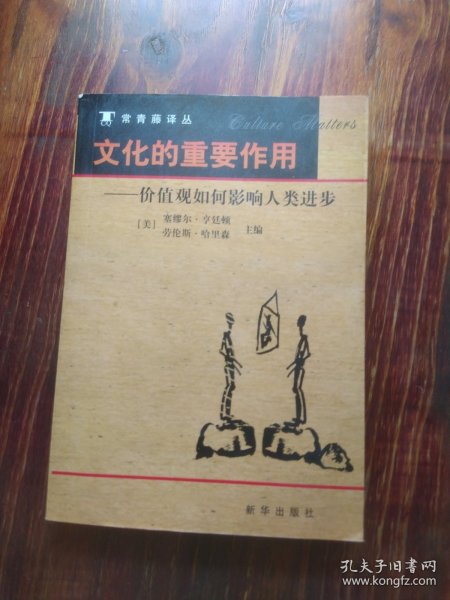 常青藤译丛
Culture Matters
文化的重要作用
——价值观如何影响人类进步
[美] 塞缪尔·亨廷顿
劳伦斯·哈里森 主编
新华出版社
孔夫子旧书网
www.kongfz.com